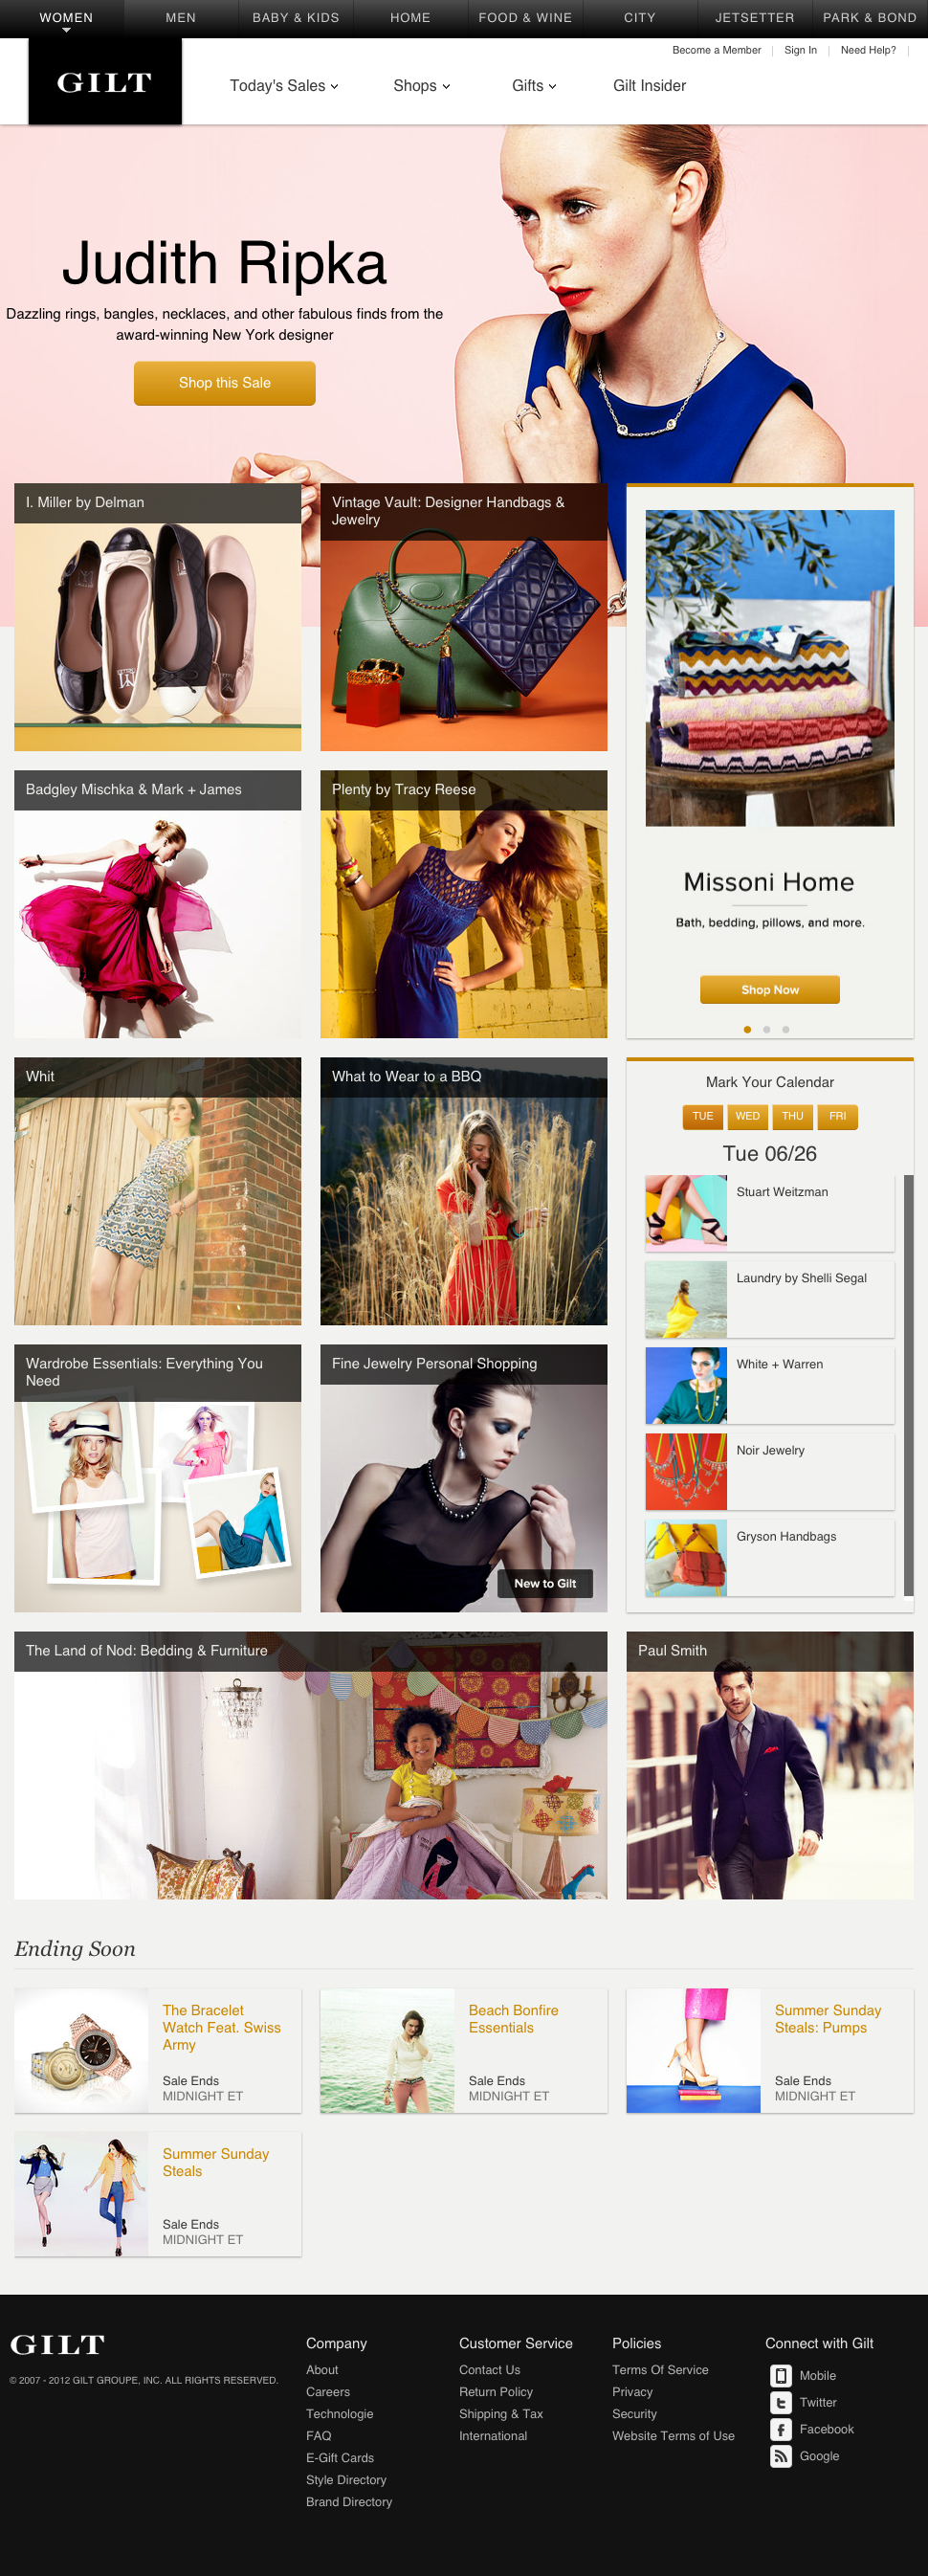 WOMEN MEN BABY & KIDS HOME FOOD & WINE CITY JETSETTER PARK & BOND
Become a Member Sign In Need Help?
GILT
Today's Sales Shops Gifts Gilt Insider
Judith Ripka
Dazzling rings, bangles, necklaces, and other fabulous finds from the
award-winning New York designer
Shop this Sale
I. Miller by Delman
Vintage Vault: Designer Handbags &
Jewelry
Badgley Mischka & Mark + James
Plenty by Tracy Reese
Missoni Home
Bath, bedding, pillows, and more.
Shop Now
Whit
What to Wear to a BBQ
Mark Your Calendar
TUE WED THU FRI
Tue 06/26
Stuart Weitzman
Laundry by Shelli Segal
White + Warren
Noir Jewelry
Gryson Handbags
Wardrobe Essentials: Everything You
Need
Fine Jewelry Personal Shopping
New to Gilt
The Land of Nod: Bedding & Furniture
Paul Smith
Ending Soon
The Bracelet
Watch Feat. Swiss
Army
Sale Ends
MIDNIGHT ET
Beach Bonfire
Essentials
Sale Ends
MIDNIGHT ET
Summer Sunday
Steals: Pumps
Sale Ends
MIDNIGHT ET
Summer Sunday
Steals
Sale Ends
MIDNIGHT ET
GILT
© 2007 - 2012 GILT GROUPE, INC. ALL RIGHTS RESERVED.
Company
About
Careers
Technologie
FAQ
E-Gift Cards
Style Directory
Brand Directory
Customer Service
Contact Us
Return Policy
Shipping & Tax
International
Policies
Terms Of Service
Privacy
Security
Website Terms of Use
Connect with Gilt
Mobile
Twitter
Facebook
Google